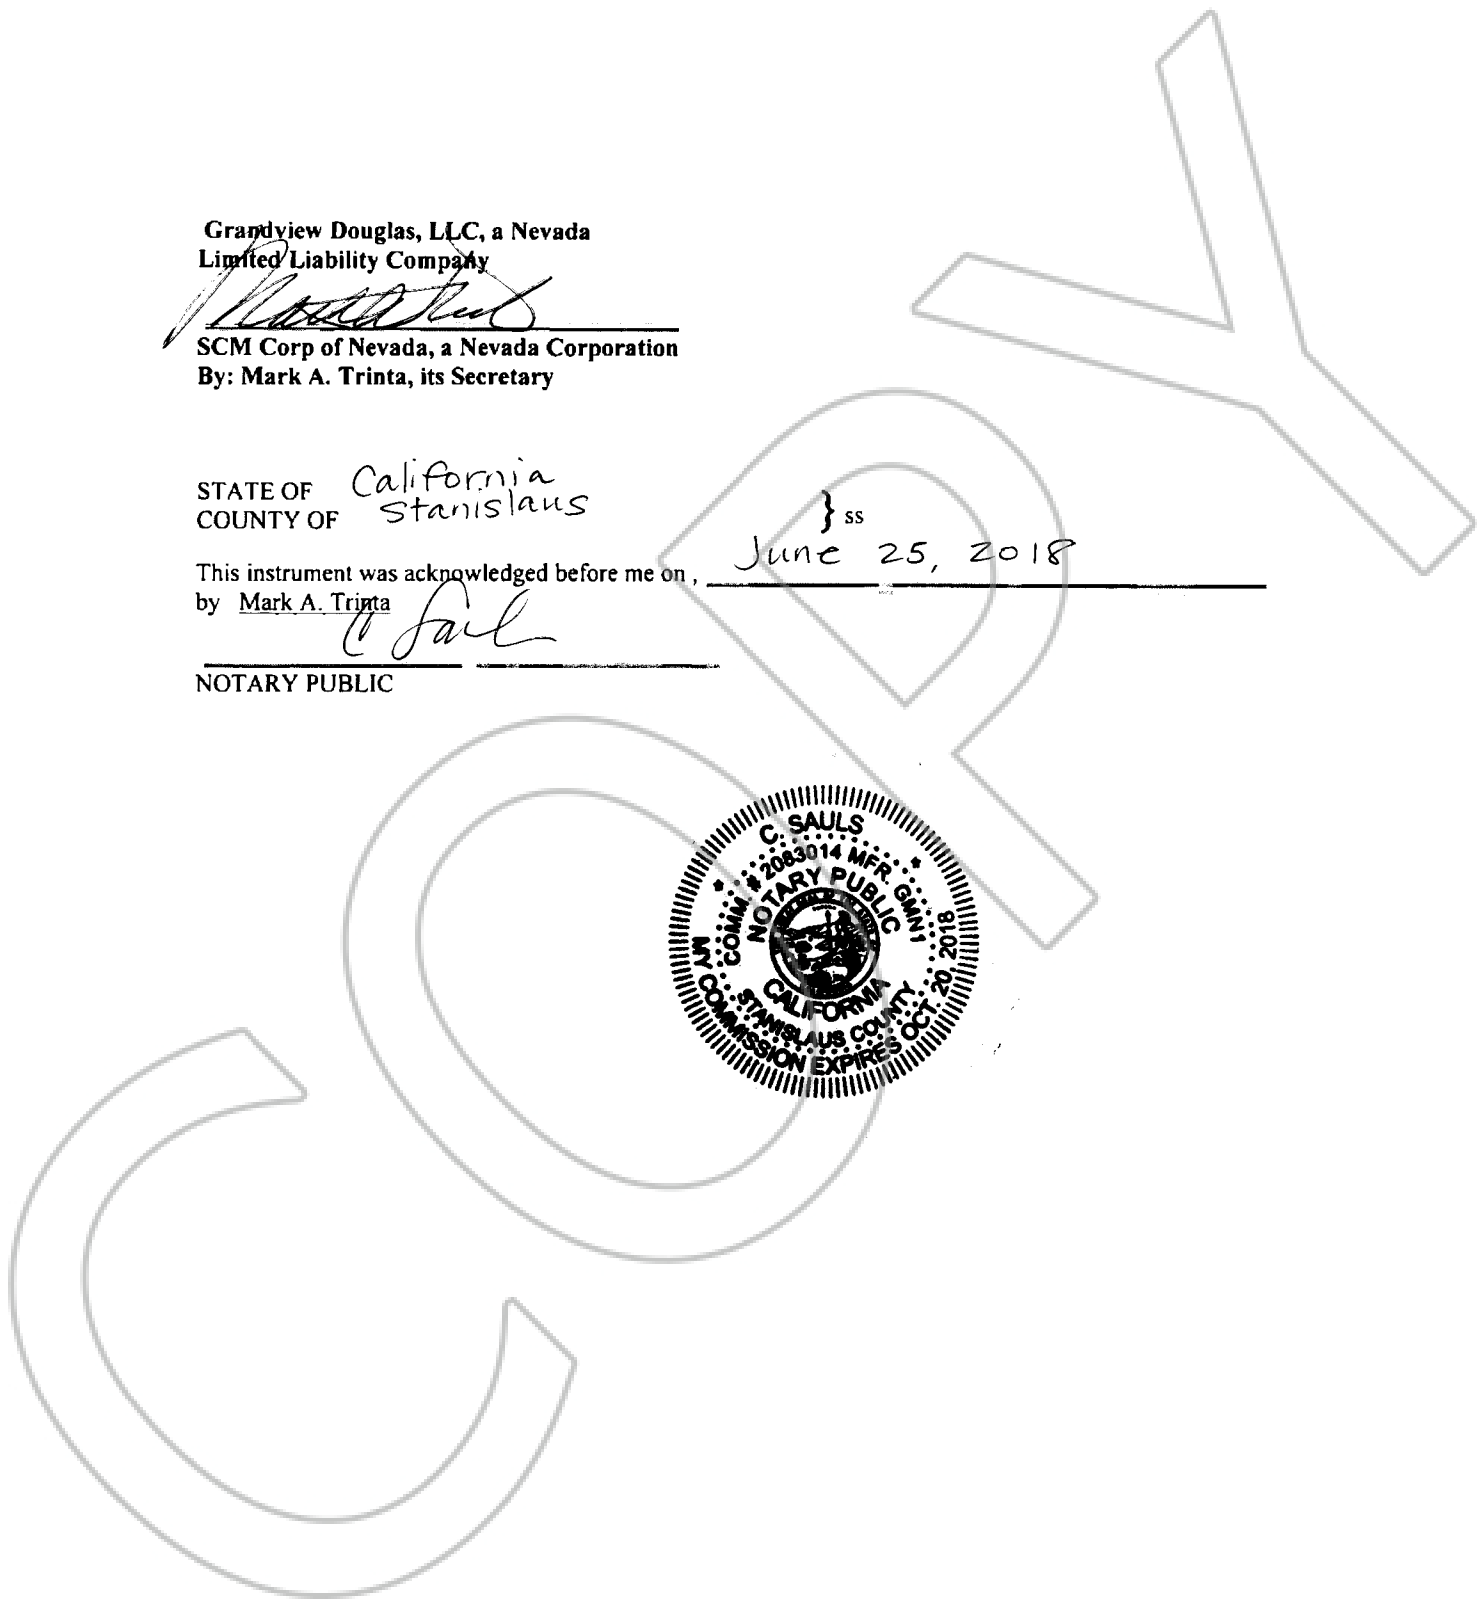 Grandview Douglas, LLC, a Nevada
Limited Liability Company
SCM Corp of Nevada, a Nevada Corporation
By: Mark A. Trinta, its Secretary
STATE OF California
COUNTY OF Stanislaus
} ss
This instrument was acknowledged before me on , June 25, 2018
by Mark A. Trinta
C Sauls
NOTARY PUBLIC
C. SAULS
COMM. # 2083014 MFR. GMN1
NOTARY PUBLIC
CALIFORNIA
STANISLAUS COUNTY
MY COMMISSION EXPIRES OCT. 20, 2018
COPY